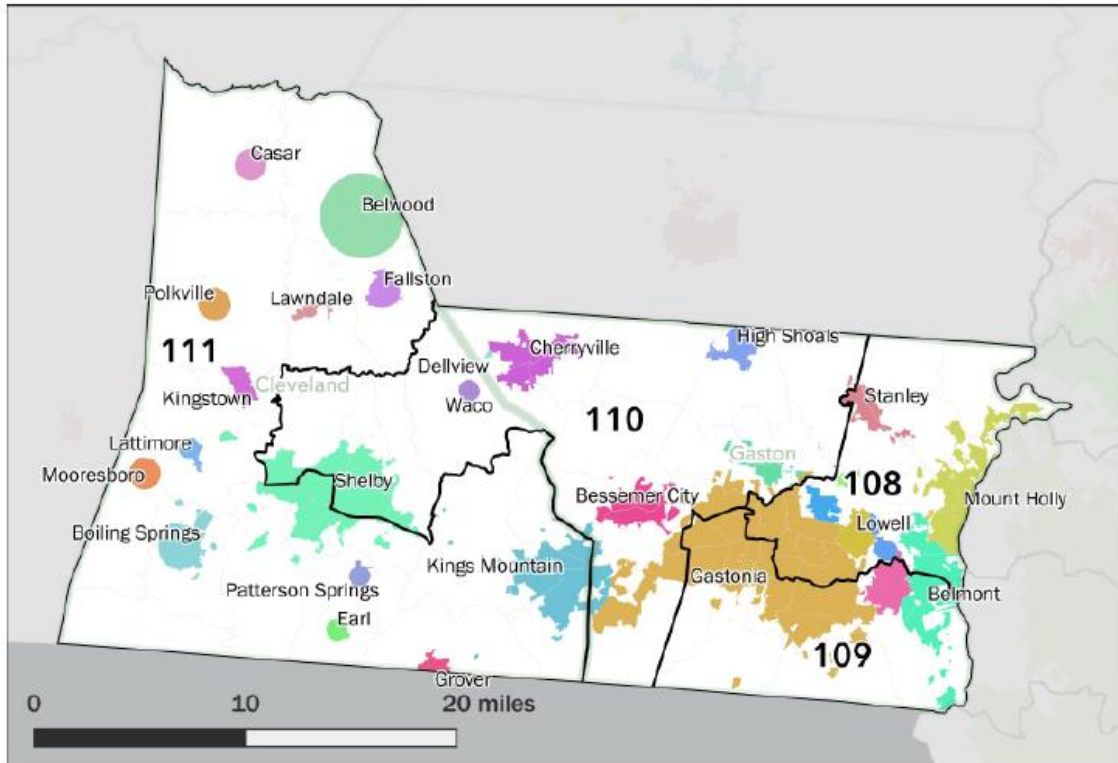 Casar
Belwood
Fallston
Polkville
Lawndale
111
Kingstown
Cleveland
Dellview
Waco
Cherryville
High Shoals
110
Stanley
Lattimore
Mooresboro
Shelby
Gaston
108
Bessemer City
Mount Holly
Lowell
Boiling Springs
Kings Mountain
Gastonia
Patterson Springs
Belmont
Earl
109
Grover
0 10 20 miles